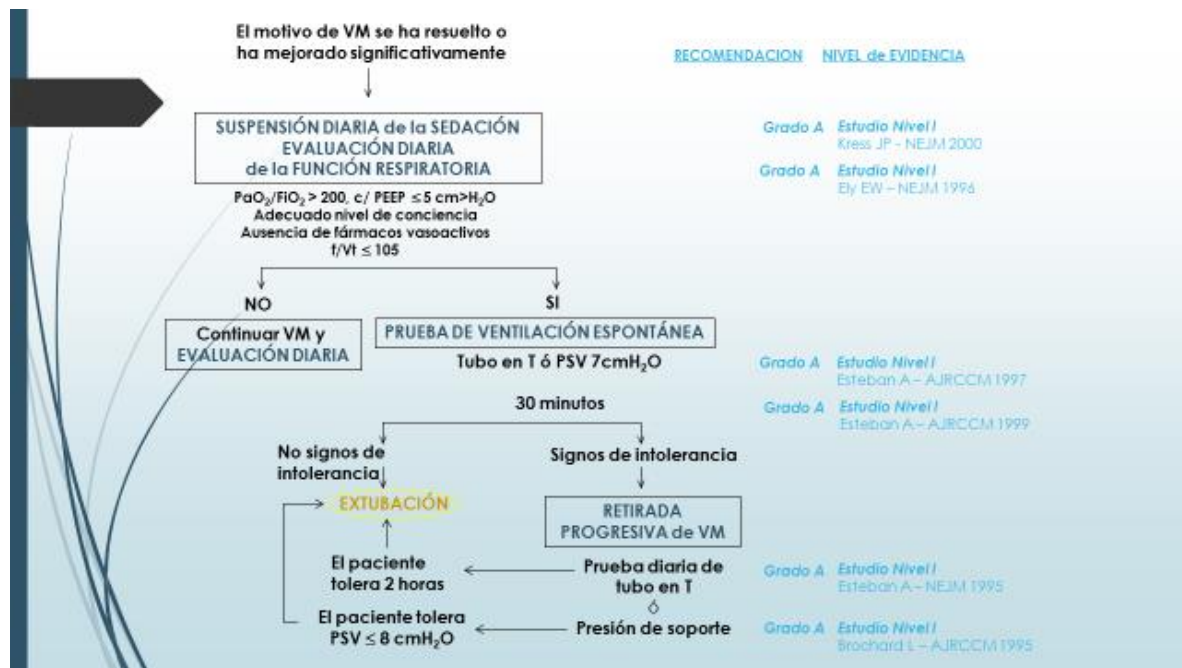 El motivo de VM se ha resuelto o
ha mejorado significativamente
RECOMENDACION NIVEL de EVIDENCIA
SUSPENSIÓN DIARIA de la SEDACIÓN
EVALUACIÓN DIARIA
de la FUNCIÓN RESPIRATORIA
Grado A Estudio Nivel I
Kress JP - NEJM 2000
Grado A Estudio Nivel I
Ely EW – NEJM 1996
PaO₂/FiO₂ > 200, c/ PEEP ≤5 cm>H₂O
Adecuado nivel de conciencia
Ausencia de fármacos vasoactivos
f/Vt ≤ 105
NO
SI
Continuar VM y
EVALUACIÓN DIARIA
PRUEBA DE VENTILACIÓN ESPONTÁNEA
Tubo en T ó PSV 7cmH₂O
Grado A Estudio Nivel I
Esteban A – AJRCCM 1997
30 minutos
Grado A Estudio Nivel I
Esteban A – AJRCCM 1999
No signos de
intolerancia
Signos de intolerancia
EXTUBACIÓN
RETIRADA
PROGRESIVA de VM
El paciente
tolera 2 horas
Prueba diaria de
tubo en T
Grado A Estudio Nivel I
Esteban A – NEJM 1995
ó
El paciente tolera
PSV ≤ 8 cmH₂O
Presión de soporte
Grado A Estudio Nivel I
Brochard L – AJRCCM 1995